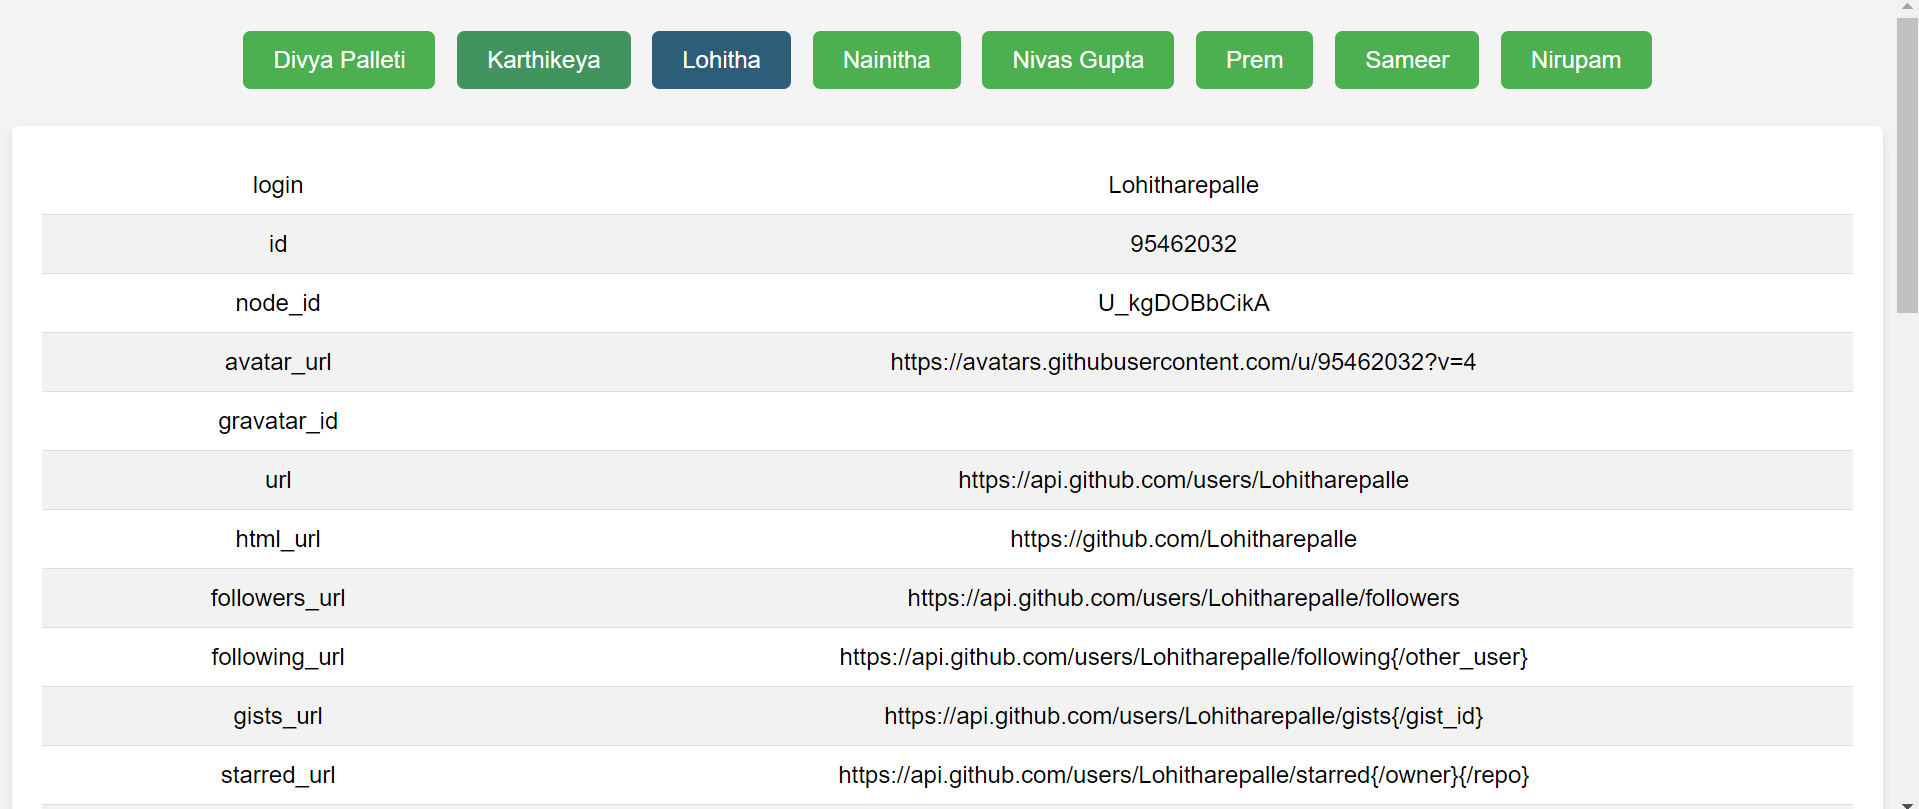 Divya Palleti Karthikeya Lohitha Nainitha Nivas Gupta Prem Sameer Nirupam
login Lohitharepalle
id 95462032
node_id U_kgDOBbCikA
avatar_url https://avatars.githubusercontent.com/u/95462032?v=4
gravatar_id
url https://api.github.com/users/Lohitharepalle
html_url https://github.com/Lohitharepalle
followers_url https://api.github.com/users/Lohitharepalle/followers
following_url https://api.github.com/users/Lohitharepalle/following{/other_user}
gists_url https://api.github.com/users/Lohitharepalle/gists{/gist_id}
starred_url https://api.github.com/users/Lohitharepalle/starred{/owner}{/repo}